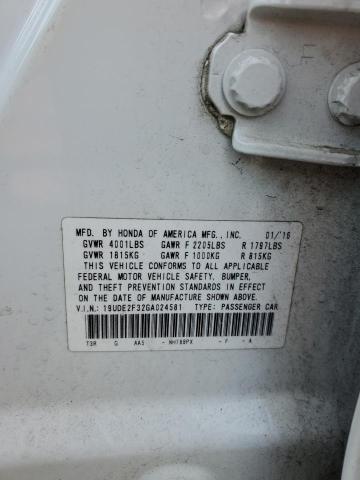 MFD. BY HONDA OF AMERICA MFG., INC. 01/'16
GVWR 4001LBS GAWR F 2205LBS R 1797LBS
GVWR 1815KG GAWR F 1000KG R 815KG
THIS VEHICLE CONFORMS TO ALL APPLICABLE
FEDERAL MOTOR VEHICLE SAFETY, BUMPER,
AND THEFT PREVENTION STANDARDS IN EFFECT
ON THE DATE OF MANUFACTURE SHOWN ABOVE.
V.I.N.: 19UDE2F32GA024581 TYPE: PASSENGER CAR
T3R G AA5 - NH788PX - F - A